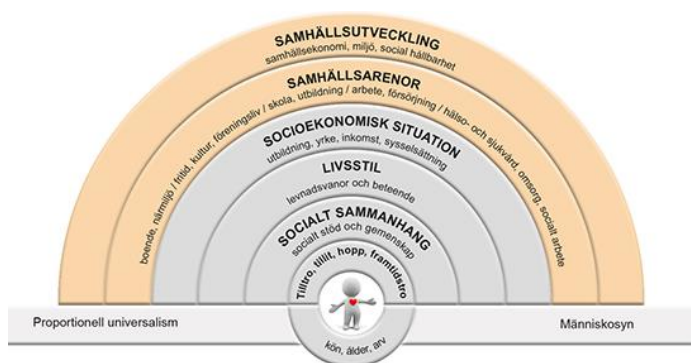 SAMHÄLLSUTVECKLING
samhällsekonomi, miljö, social hållbarhet
SAMHÄLLSARENOR
boende, närmiljö / fritid, kultur, föreningsliv / skola, utbildning / arbete, försörjning / hälso- och sjukvård, omsorg, socialt arbete
SOCIOEKONOMISK SITUATION
utbildning, yrke, inkomst, sysselsättning
LIVSSTIL
levnadsvanor och beteende
SOCIALT SAMMANHANG
socialt stöd och gemenskap
Tilltro, tillit, hopp, framtidstro
kön, ålder, arv
Proportionell universalism
Människosyn